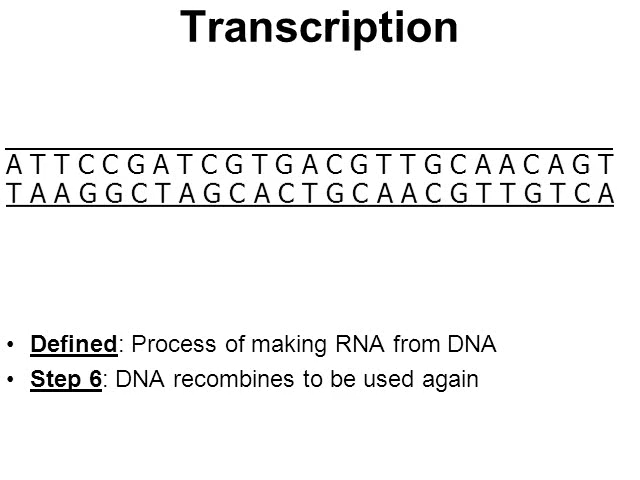 Transcription
A T T C C G A T C G T G A C G T T G C A A C A G T
T A A G G C T A G C A C T G C A A C G T T G T C A
• Defined: Process of making RNA from DNA
• Step 6: DNA recombines to be used again